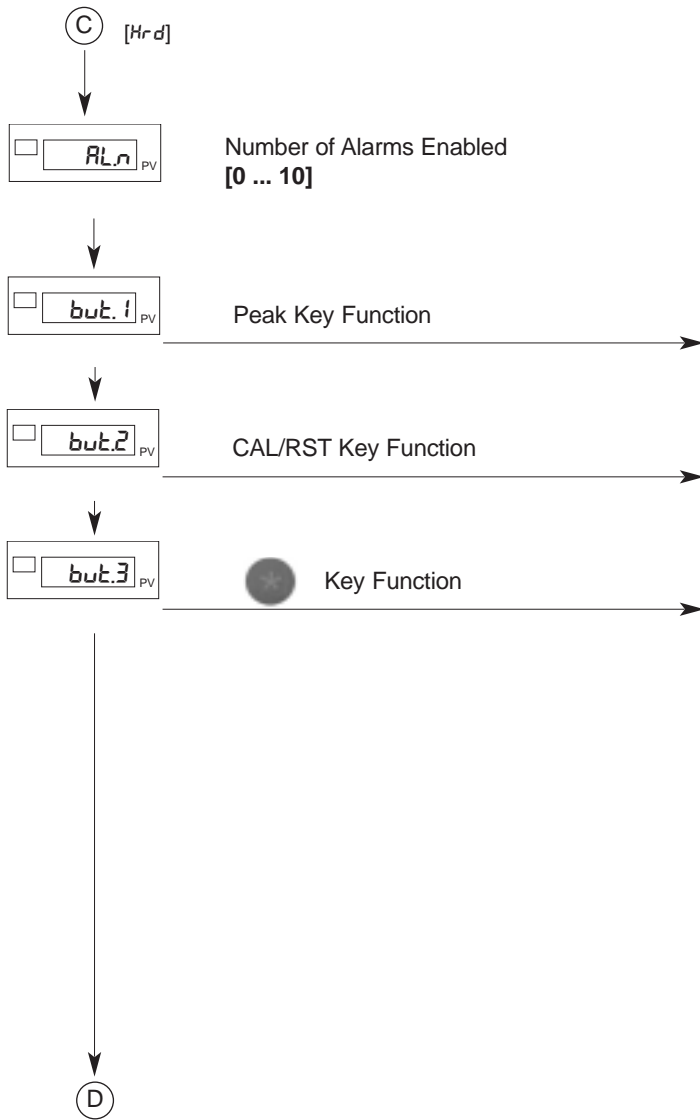 C [Hrd]
AL.n PV
Number of Alarms Enabled
[0 ... 10]
but.1 PV
Peak Key Function
but.2 PV
CAL/RST Key Function
but.3 PV
* Key Function
D